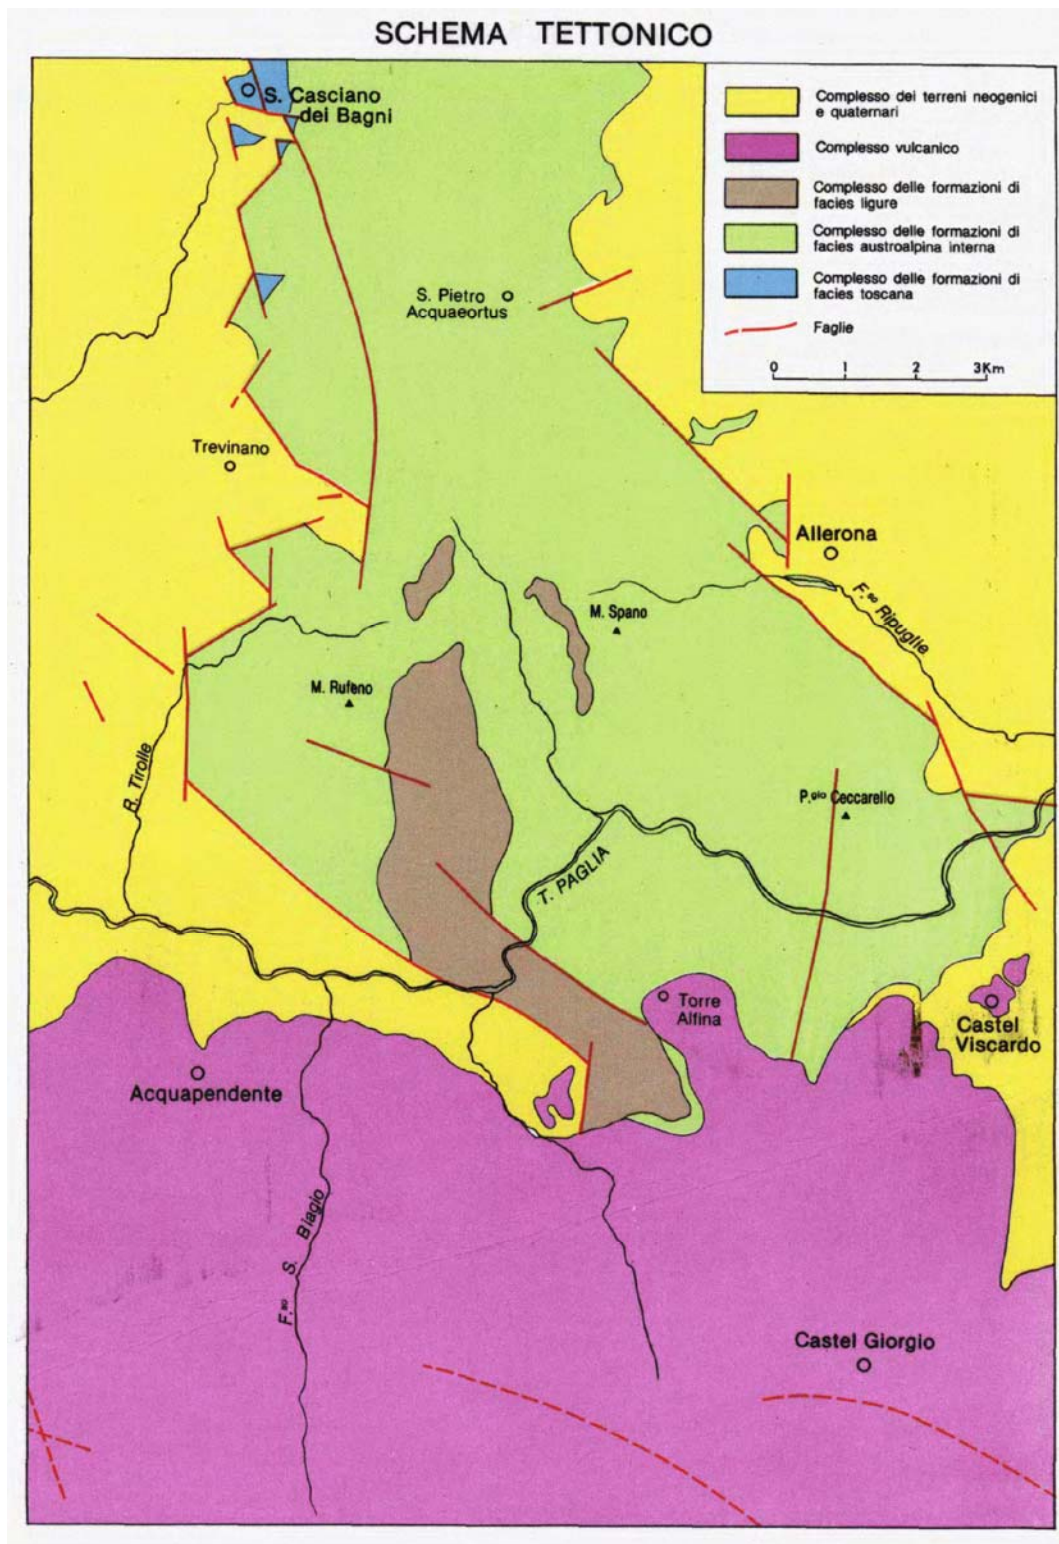 SCHEMA TETTONICO
S. Casciano
dei Bagni
Complesso dei terreni neogenici
e quaternari
Complesso vulcanico
Complesso delle formazioni di
facies ligure
Complesso delle formazioni di
facies austroalpina interna
Complesso delle formazioni di
facies toscana
Faglie
0 1 2 3Km
S. Pietro
Acquaeortus
Trevinano
Allerona
F.so Ripuglie
M. Spano
M. Rufeno
R. Tirolle
P.gio Ceccarello
T. PAGLIA
Torre
Alfina
Castel
Viscardo
Acquapendente
F.so S. Biagio
Castel Giorgio